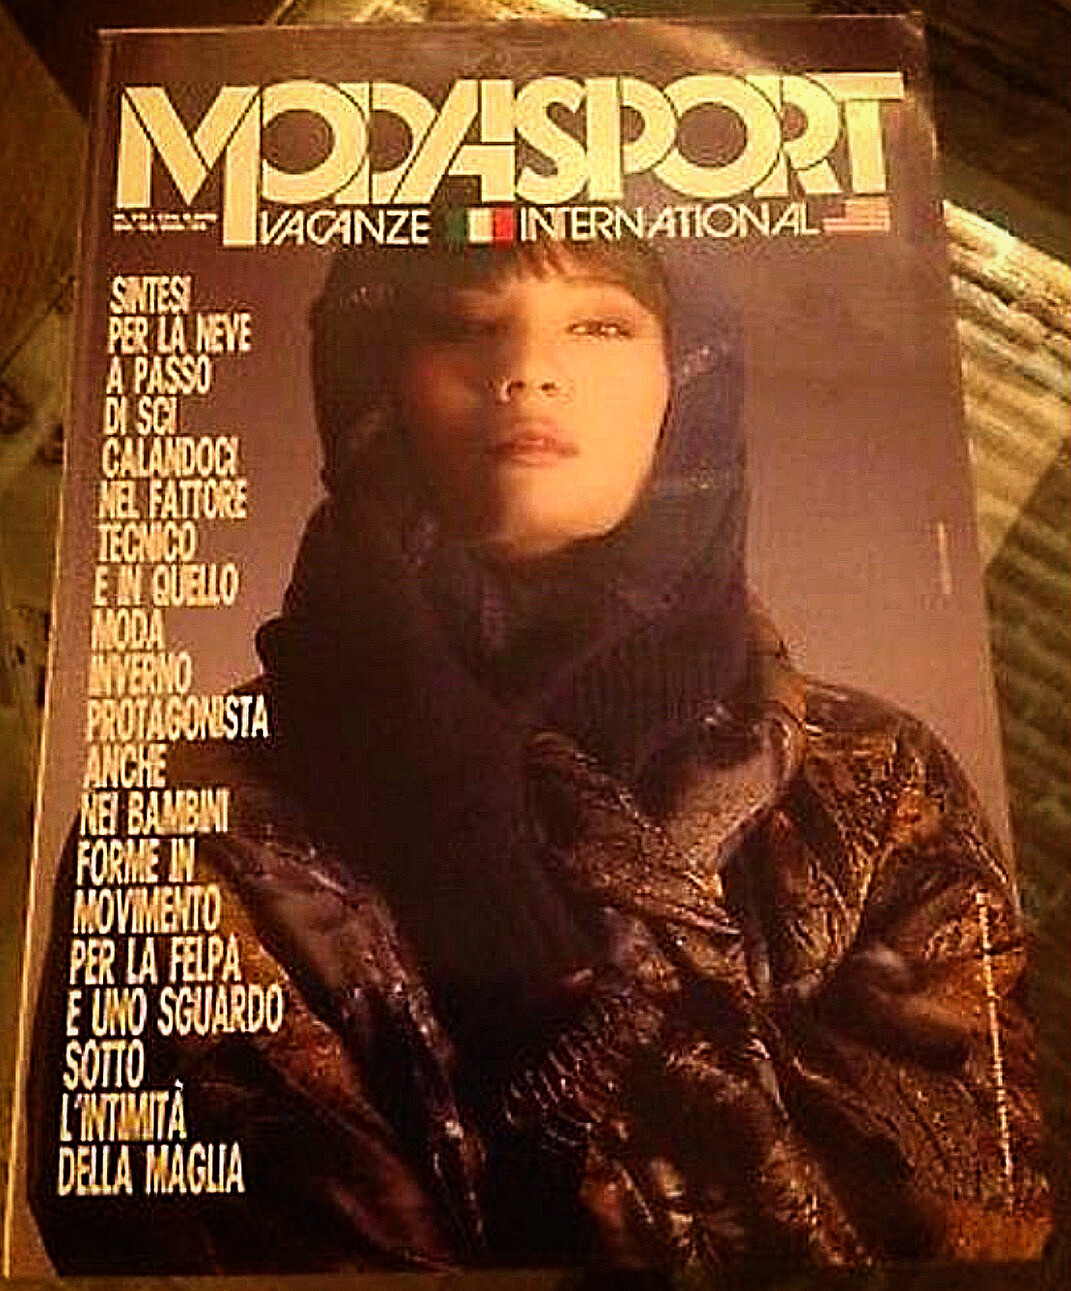 MODASPORT
VACANZE INTERNATIONAL
SINTESI
PER LA NEVE
A PASSO
DI SCI
CALANDOCI
NEL FATTORE
TECNICO
E IN QUELLO
MODA
INVERNO
PROTAGONISTA
ANCHE
NEI BAMBINI
FORME IN
MOVIMENTO
PER LA FELPA
E UNO SGUARDO
SOTTO
L'INTIMITÀ
DELLA MAGLIA